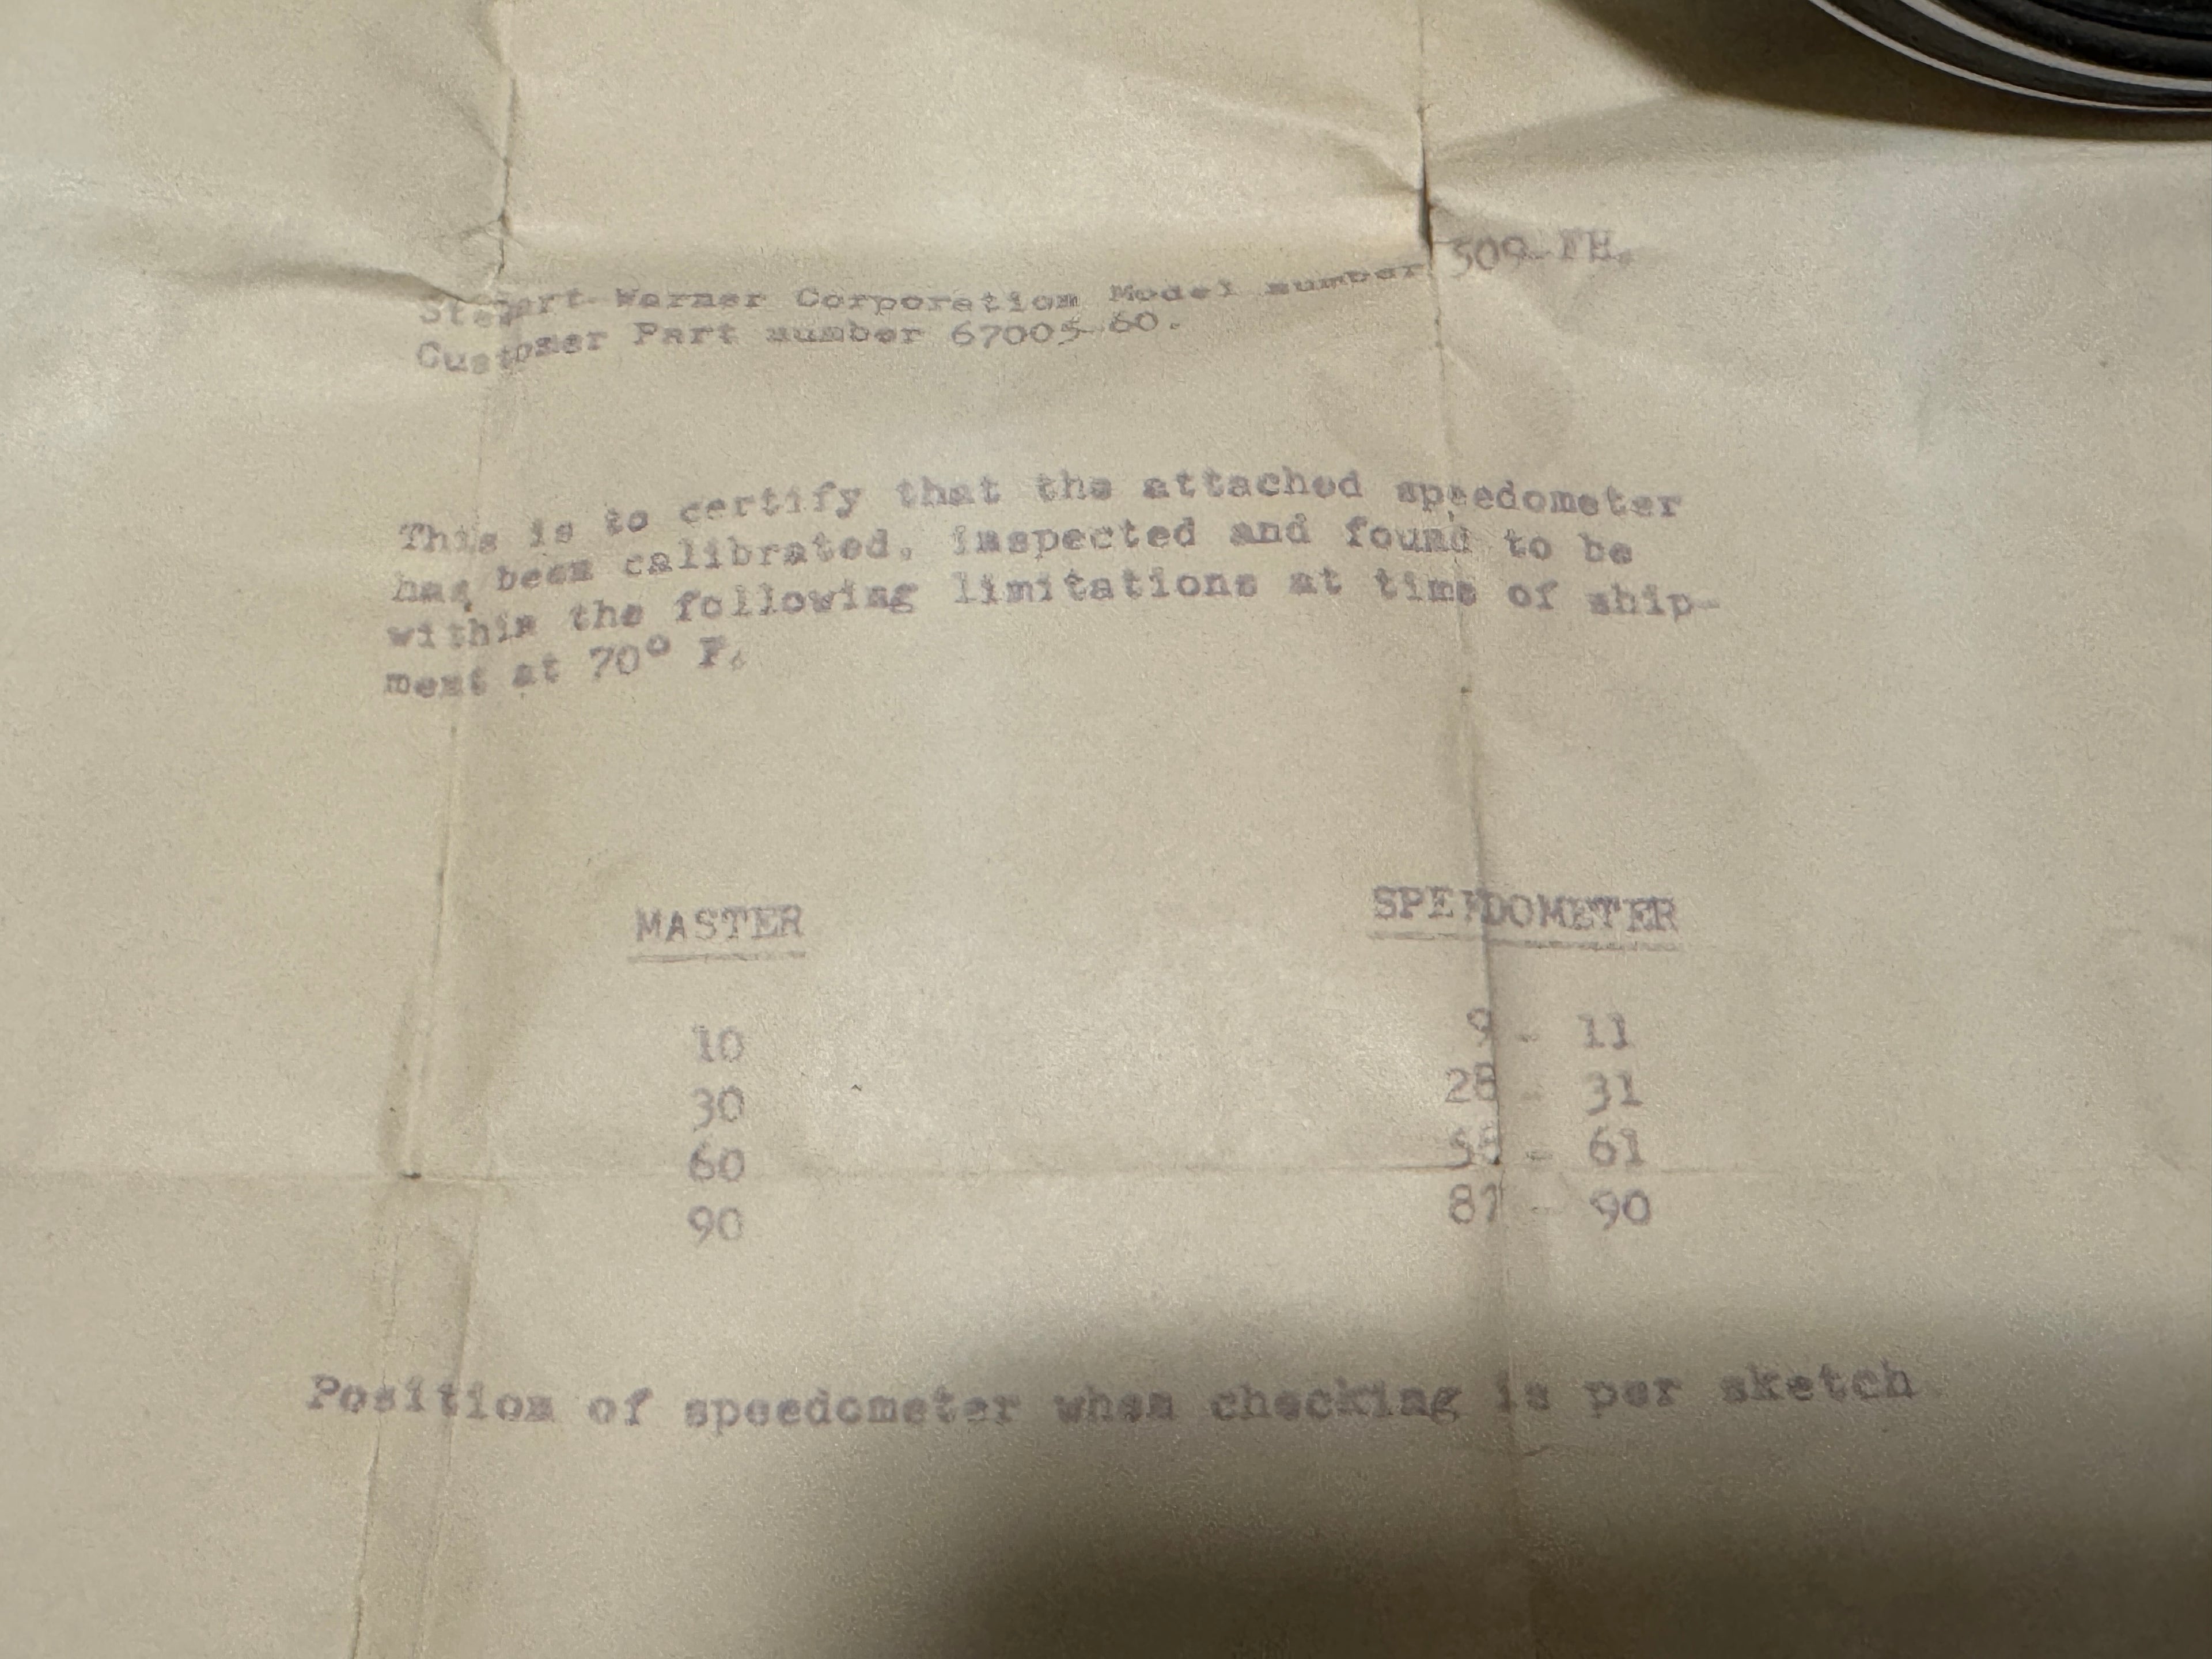 Stewart-Warner Corporation Model number 509-FH.
Customer Part number 67005-60.
This is to certify that the attached speedometer
has been calibrated, inspected and found to be
within the following limitations at time of ship-
ment at 70° F.
MASTER SPEEDOMETER
10 9 - 11
30 28 - 31
60 58 - 61
90 87 - 90
Position of speedometer when checking is per sketch